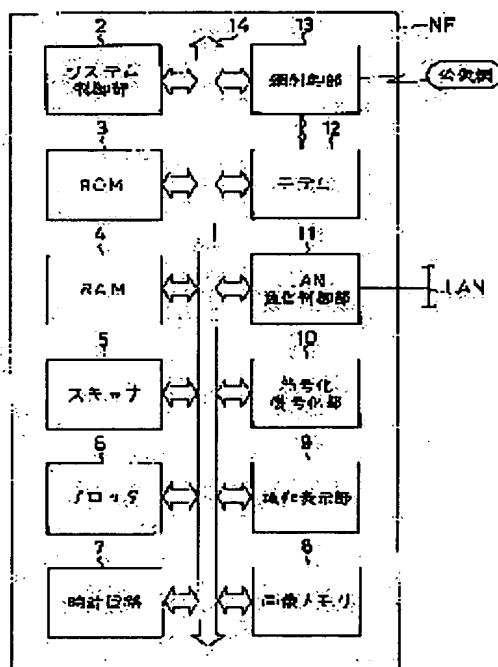 2
14
13
NF
システム
制御部
網制御部
公衆網
3
12
ROM
モデム
4
11
RAM
LAN
通信制御部
LAN
5
10
スキャナ
符号化
復号化部
6
9
プロッタ
操作表示部
7
8
時計回路
画像メモリ